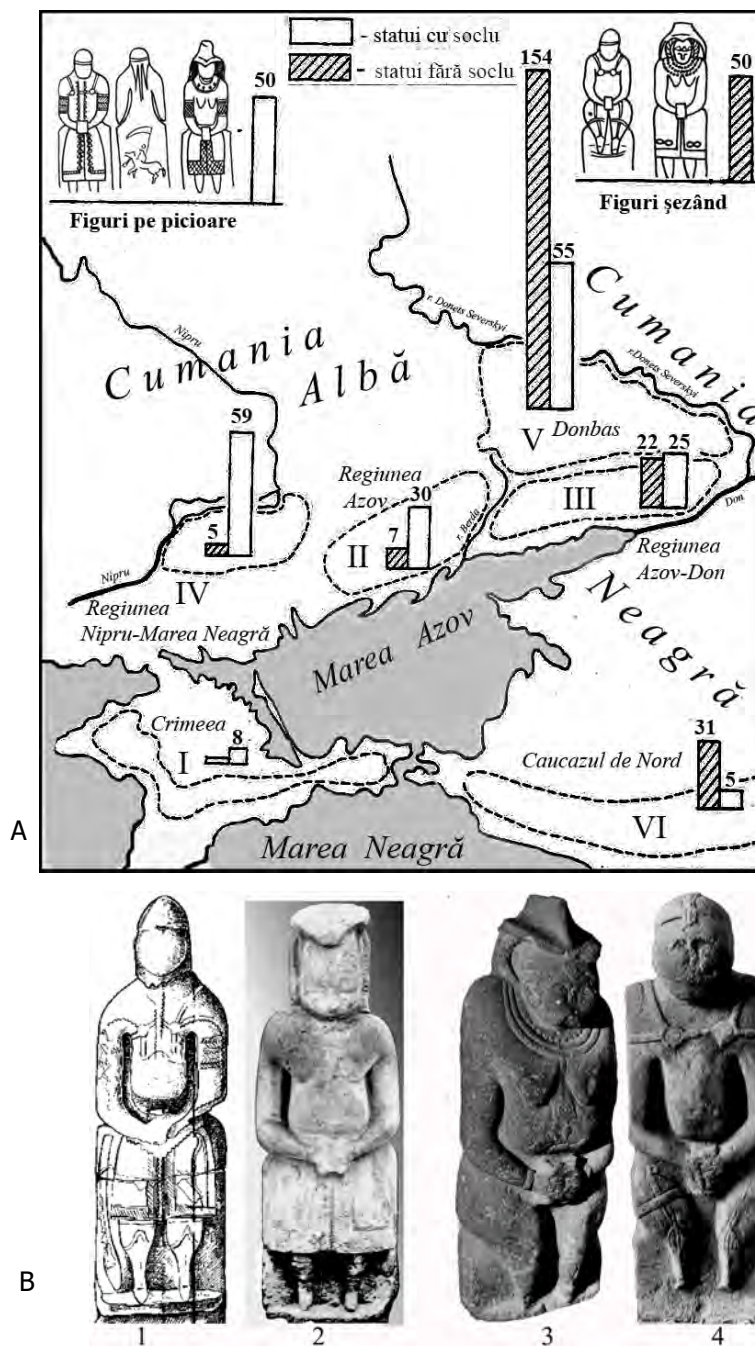 A
- statui cu soclu
- statui fără soclu
50
154
50
Figuri pe picioare
Figuri şezând
55
r. Donets Severskyi
Cumania
Nipru
Cumania
Albă
r.Donets Severskyi
59
V Donbas
22 25
Regiunea
Azov
30
III
Don
r. Berda
5
7
II
Regiunea
Azov-Don
IV
Nipru
Regiunea
Nipru-Marea Neagră
Neagră
Marea Azov
Crimeea
8
I
31
Caucazul de Nord
5
VI
Marea Neagră
B
1 2 3 4